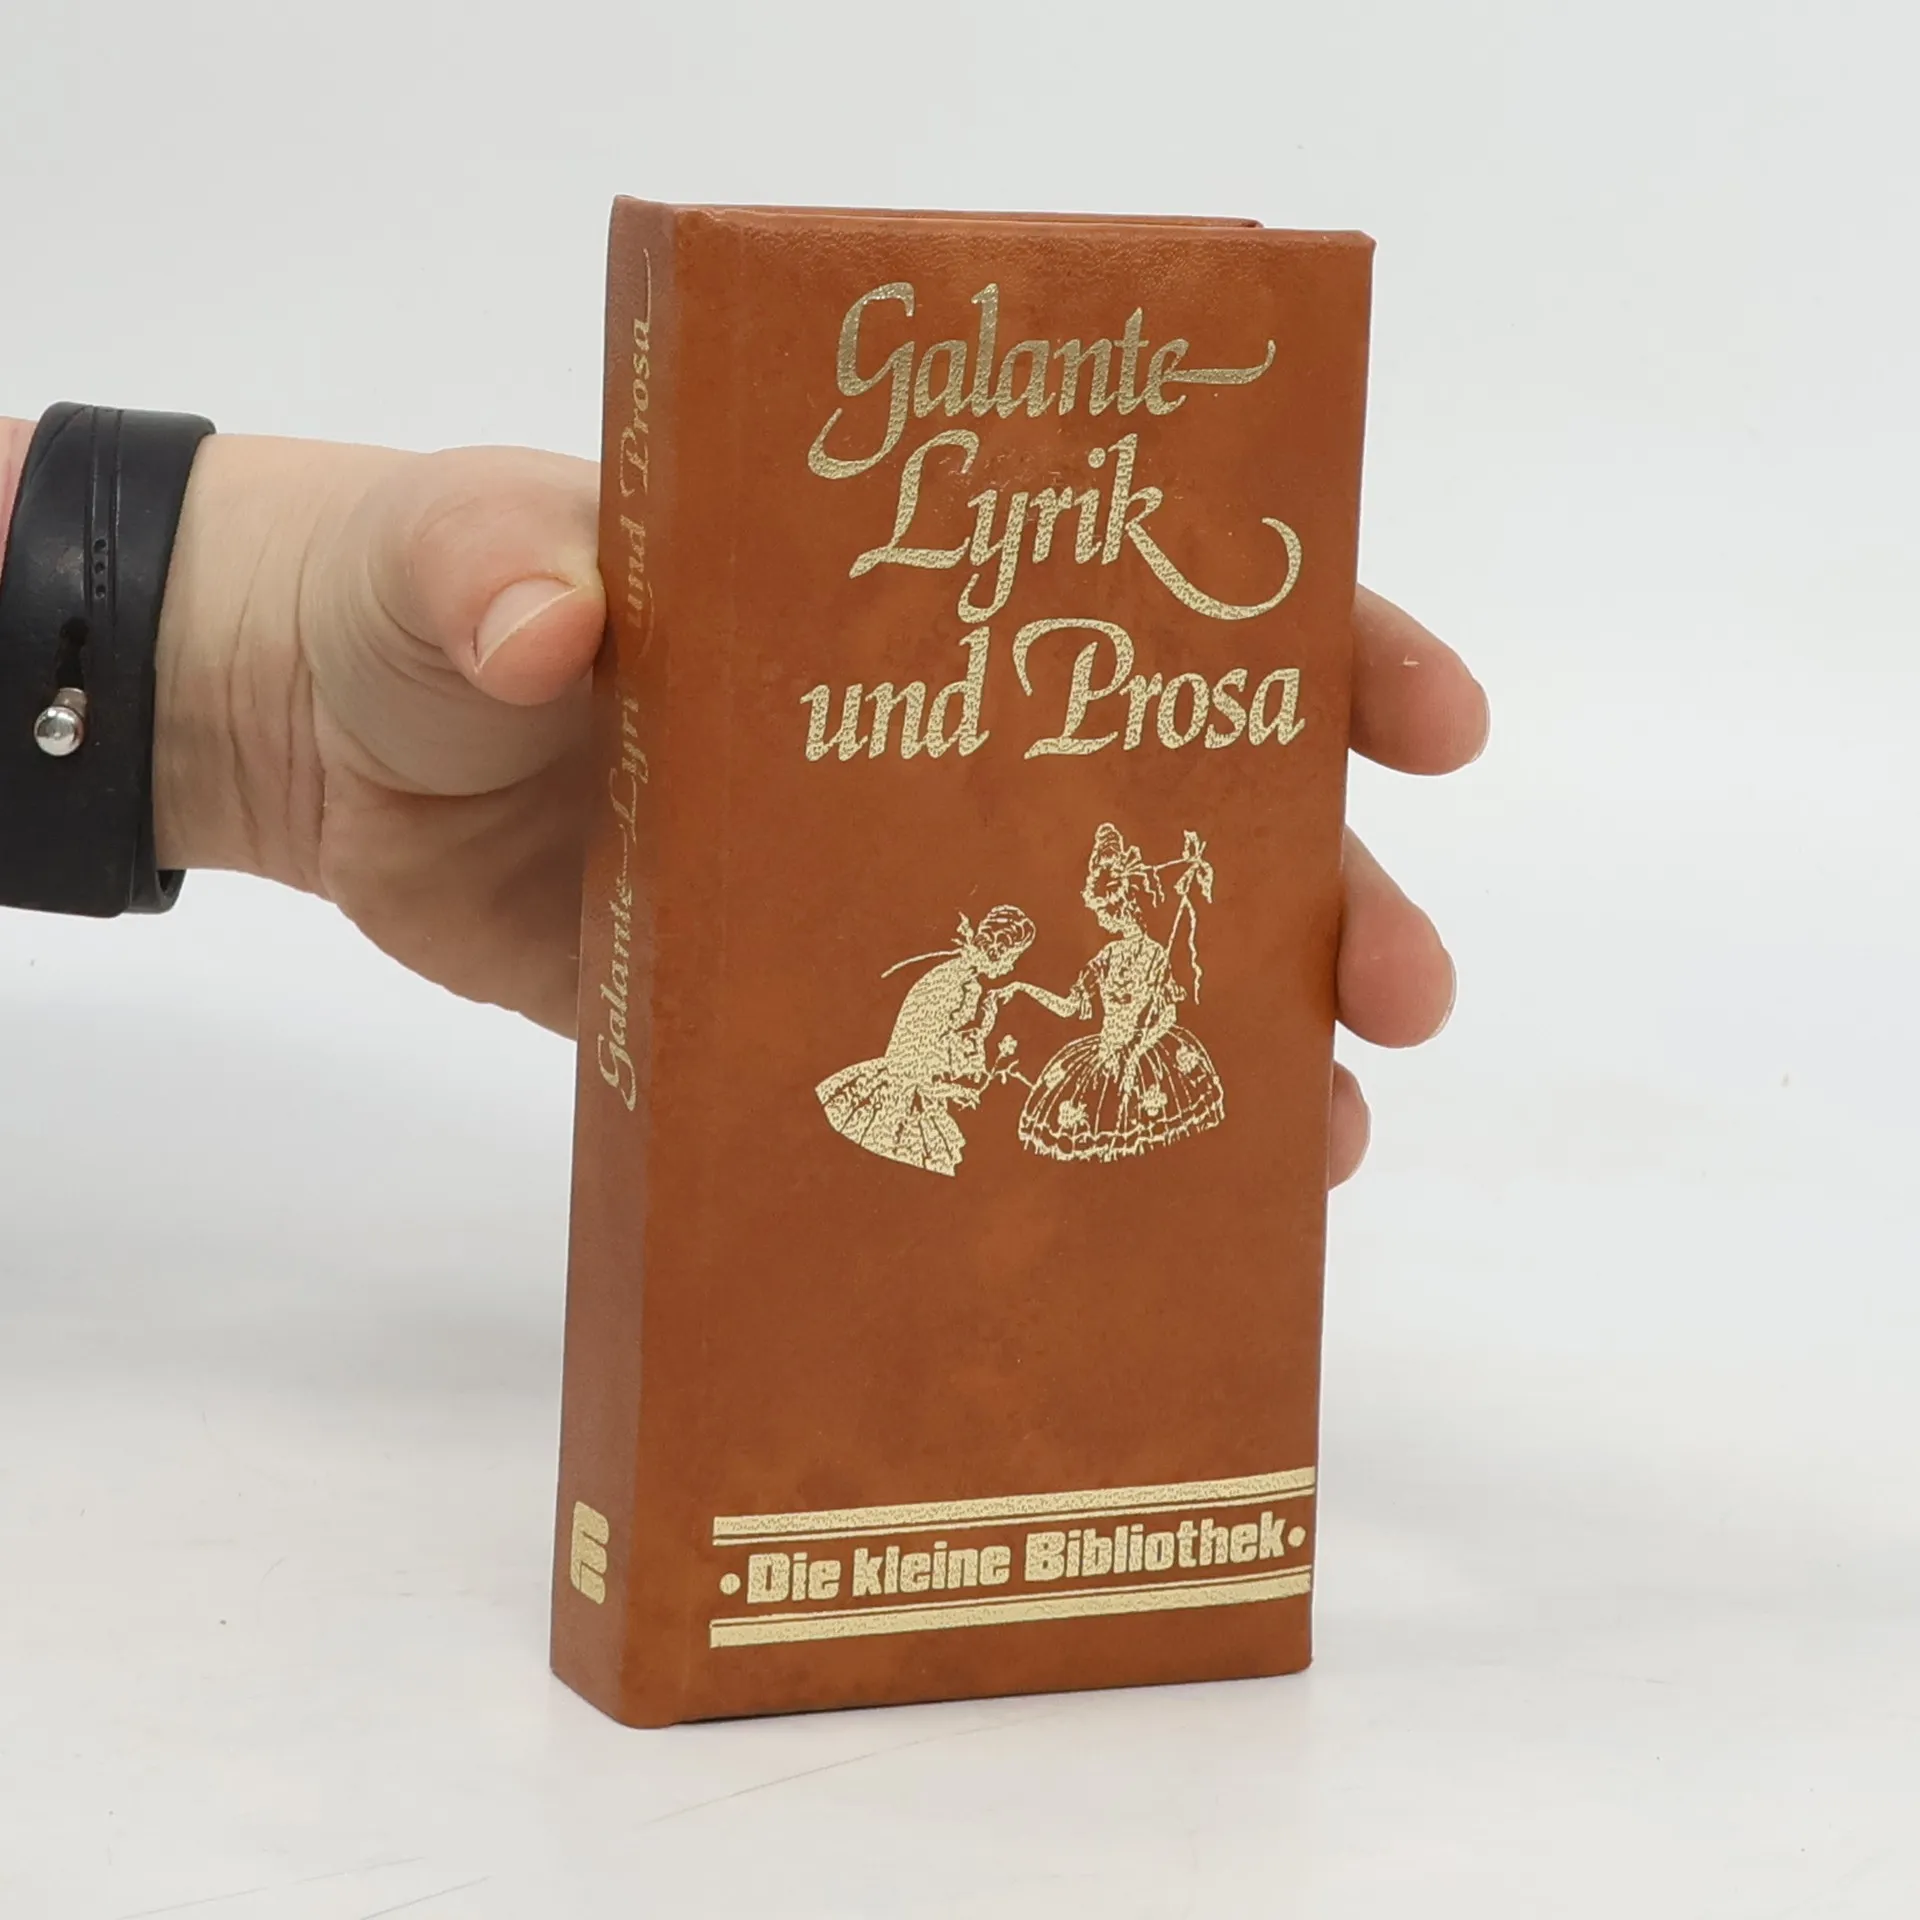 Galante
Lyrik
und Prosa
• Die kleine Bibliothek •
Galante Lyrik und Prosa